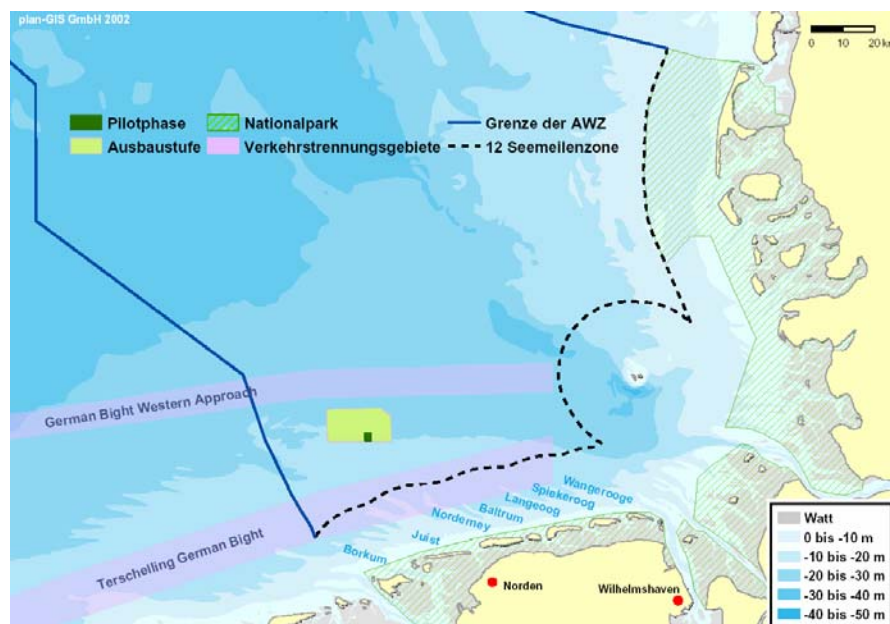 plan-GIS GmbH 2002
0 10 20 km
Pilotphase
Nationalpark
Grenze der AWZ
Ausbaustufe
Verkehrstrennungsgebiete
12 Seemeilenzone
German Bight Western Approach
Terschelling German Bight
Wangerooge
Spiekeroog
Langeoog
Baltrum
Norderney
Juist
Borkum
Norden
Wilhelmshaven
Watt
0 bis -10 m
-10 bis -20 m
-20 bis -30 m
-30 bis -40 m
-40 bis -50 m